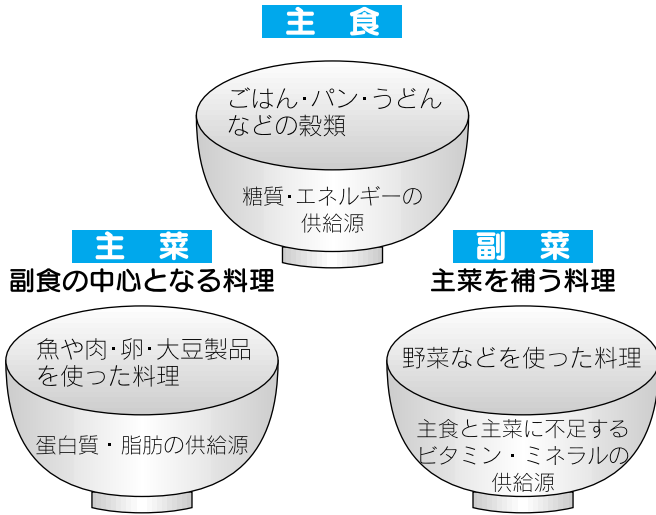 主 食
ごはん･パン･うどん
などの穀類
糖質･エネルギーの
供給源
主 菜
副食の中心となる料理
魚や肉･卵･大豆製品
を使った料理
蛋白質・脂肪の供給源
副 菜
主菜を補う料理
野菜などを使った料理
主食と主菜に不足する
ビタミン・ミネラルの
供給源